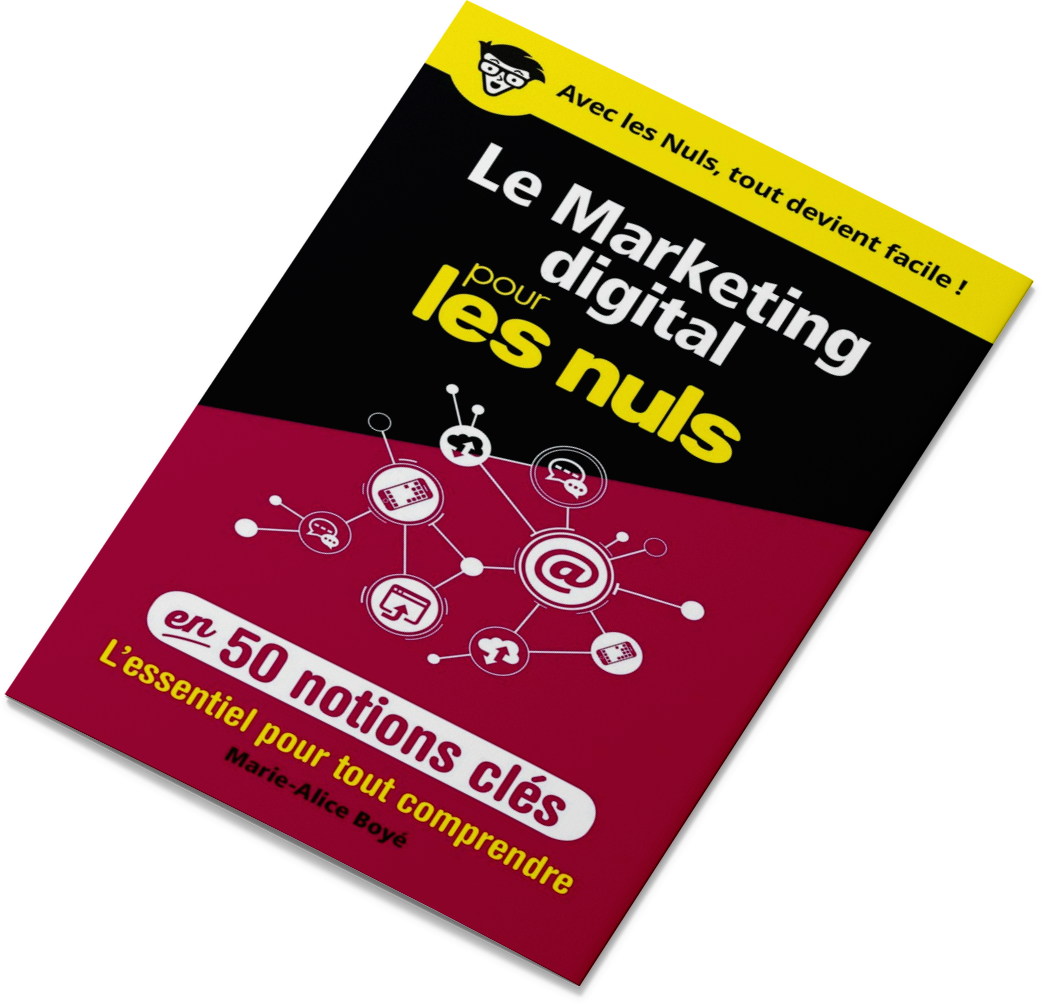 Avec les Nuls, tout devient facile !
Le Marketing
digital
pour
les nuls
@
en 50 notions clés
L'essentiel pour tout comprendre
Marie-Alice Boyé